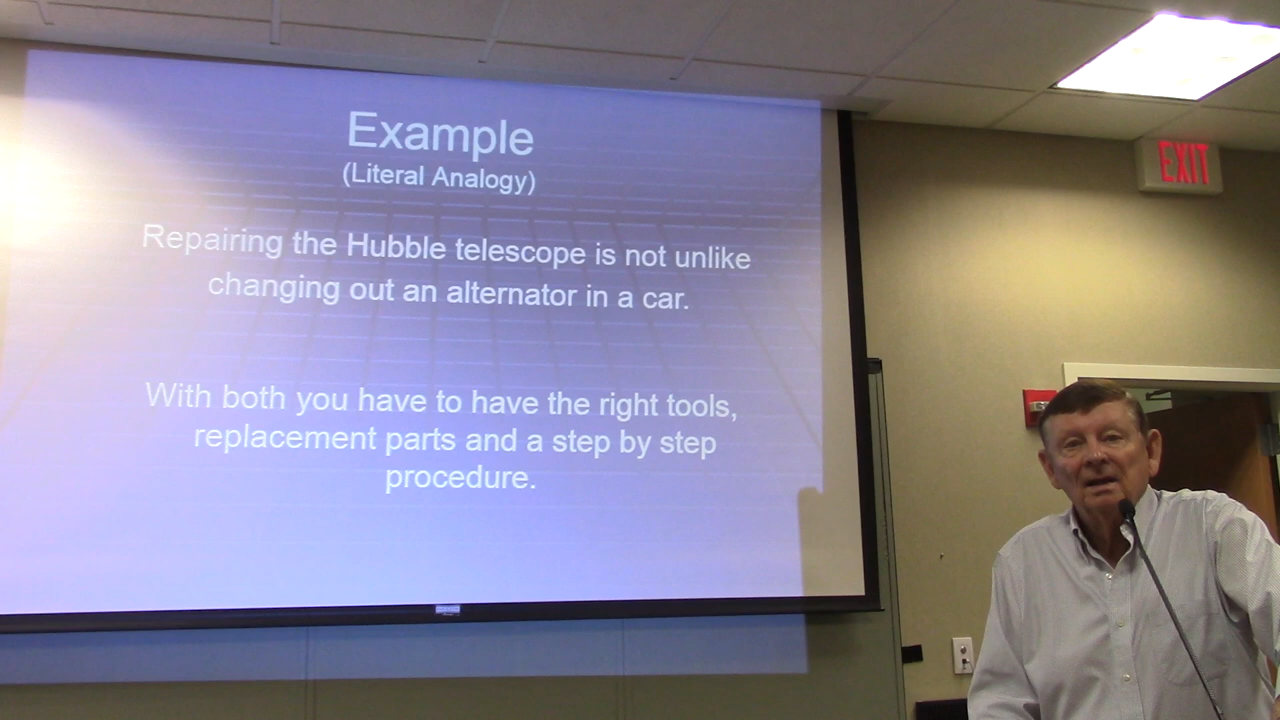 Example
(Literal Analogy)
Repairing the Hubble telescope is not unlike
changing out an alternator in a car.
With both you have to have the right tools,
replacement parts and a step by step
procedure.
EXIT